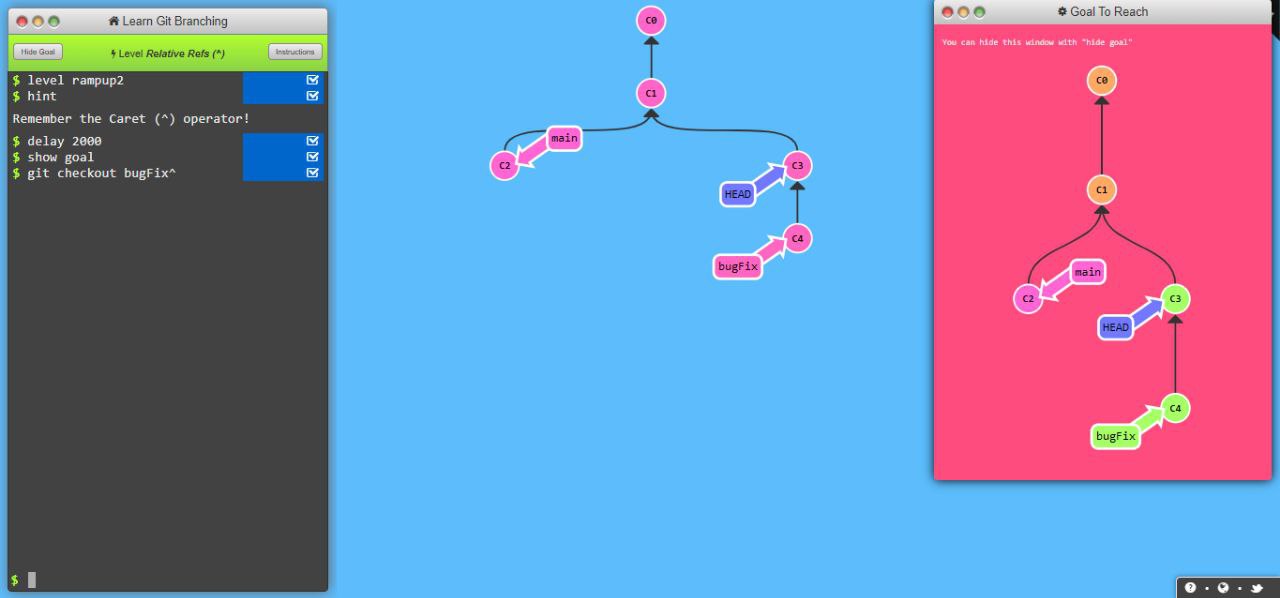 Learn Git Branching
Hide Goal
Level Relative Refs (^)
Instructions
$ level rampup2
$ hint
Remember the Caret (^) operator!
$ delay 2000
$ show goal
$ git checkout bugFix^
$
C0
C1
main
C2
C3
HEAD
C4
bugFix
Goal To Reach
You can hide this window with "hide goal"
C0
C1
main
C2
C3
HEAD
C4
bugFix